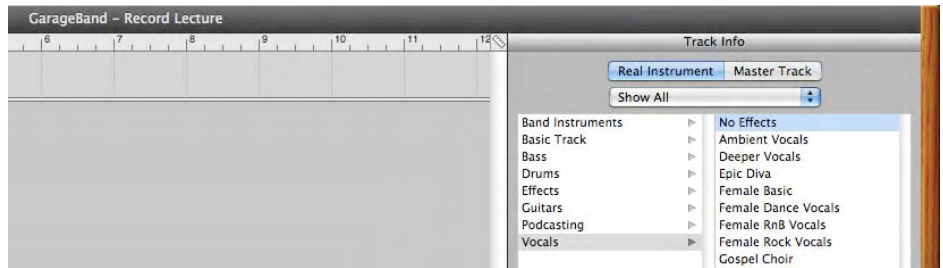 GarageBand – Record Lecture
6 7 8 9 10 11 12
Track Info
Real Instrument Master Track
Show All
Band Instruments
Basic Track
Bass
Drums
Effects
Guitars
Podcasting
Vocals
No Effects
Ambient Vocals
Deeper Vocals
Epic Diva
Female Basic
Female Dance Vocals
Female RnB Vocals
Female Rock Vocals
Gospel Choir